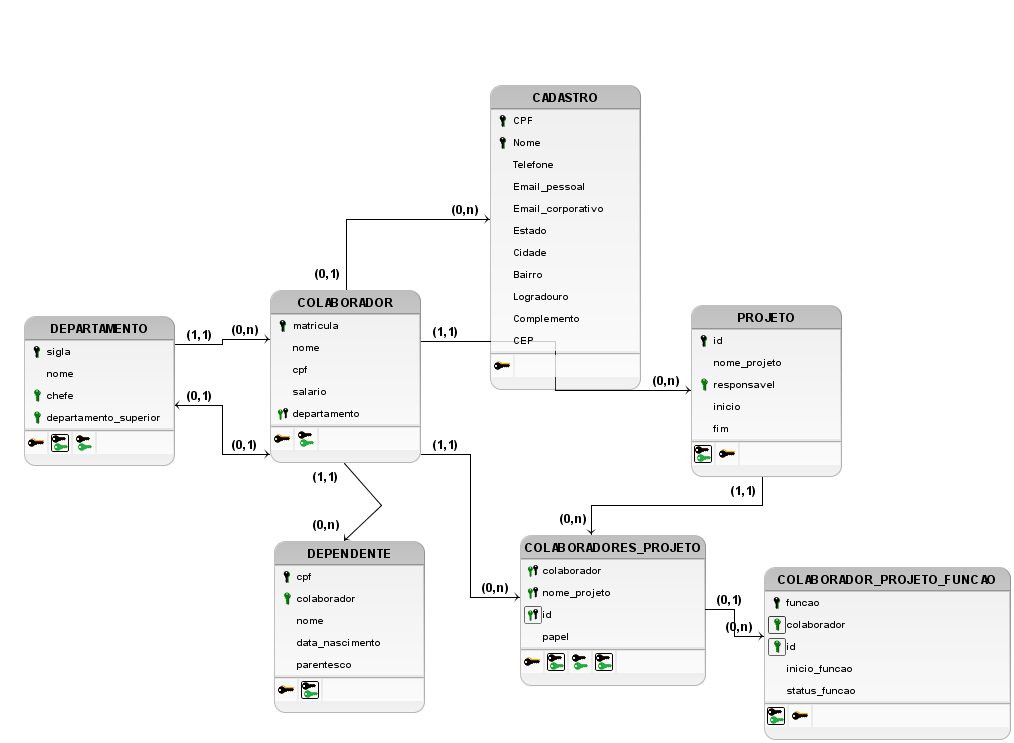 CADASTRO
CPF
Nome
Telefone
Email_pessoal
Email_corporativo
Estado
Cidade
Bairro
Logradouro
Complemento
CEP
(0,n)
(0,1)
COLABORADOR
matricula
nome
cpf
salario
departamento
DEPARTAMENTO
sigla
nome
chefe
departamento_superior
(1,1)
(0,n)
(0,1)
(0,1)
(1,1)
(0,n)
PROJETO
id
nome_projeto
responsavel
inicio
fim
(1,1)
(1,1)
(0,n)
(1,1)
(0,n)
(0,n)
DEPENDENTE
cpf
colaborador
nome
data_nascimento
parentesco
COLABORADORES_PROJETO
colaborador
nome_projeto
id
papel
(0,1)
(0,n)
COLABORADOR_PROJETO_FUNCAO
funcao
colaborador
id
inicio_funcao
status_funcao